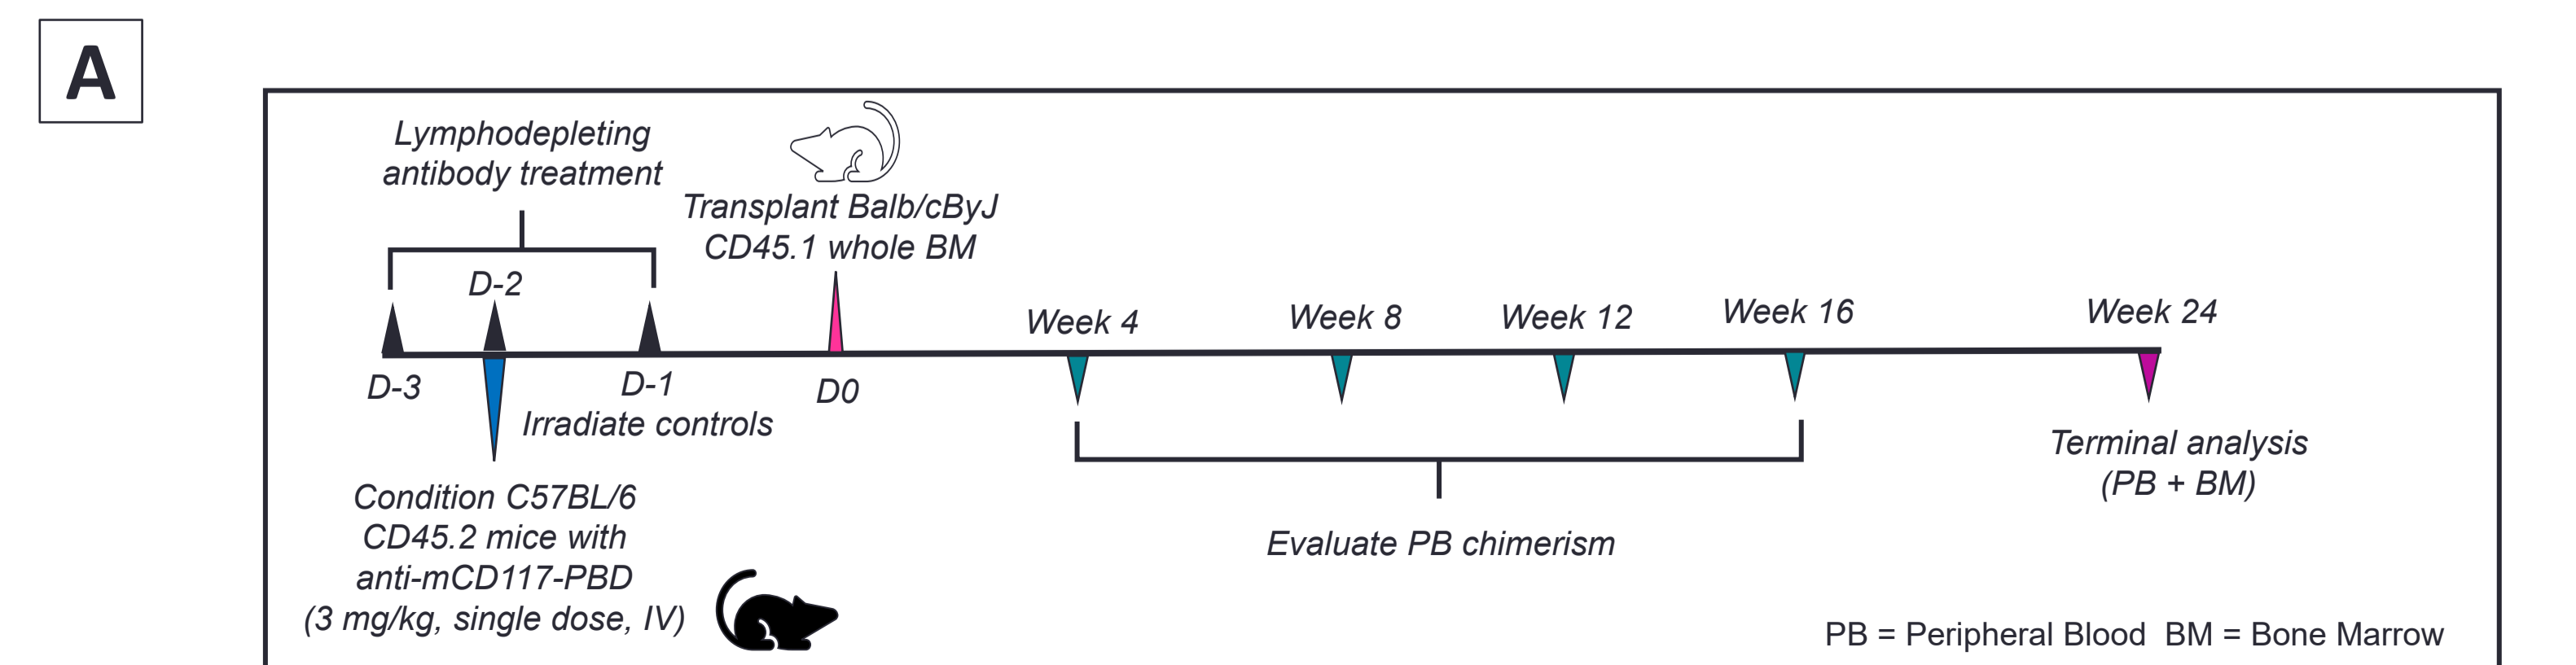 A
Lymphodepleting
antibody treatment
D-2
Transplant Balb/cByJ
CD45.1 whole BM
Week 4
Week 8
Week 12
Week 16
Week 24
D-3
D-1
Irradiate controls
D0
Condition C57BL/6
CD45.2 mice with
anti-mCD117-PBD
(3 mg/kg, single dose, IV)
Evaluate PB chimerism
Terminal analysis
(PB + BM)
PB = Peripheral Blood BM = Bone Marrow